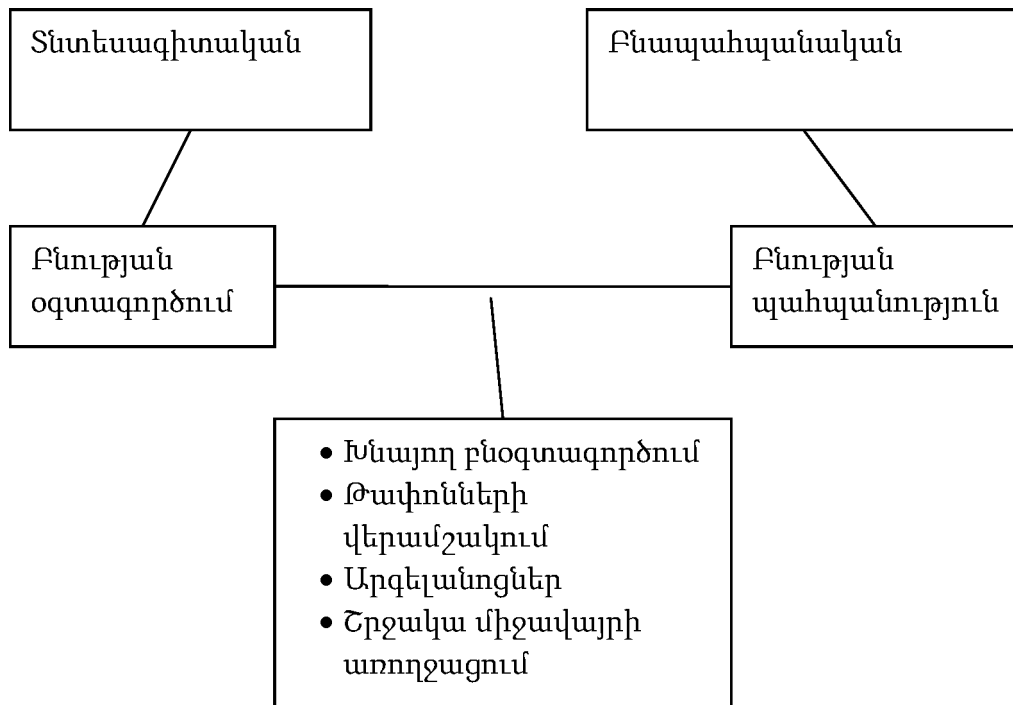 Տնտեսագիտական
Բնապահպանական
Բնության
օգտագործում
Բնության
պահպանություն
• Խնայող բնօգտագործում
• Թափոնների
վերամշակում
• Արգելանոցներ
• Շրջակա միջավայրի
առողջացում